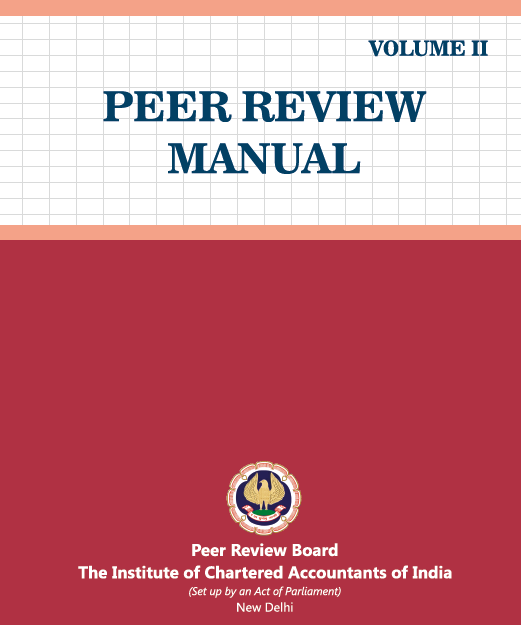 VOLUME II
PEER REVIEW
MANUAL
Peer Review Board
The Institute of Chartered Accountants of India
(Set up by an Act of Parliament)
New Delhi